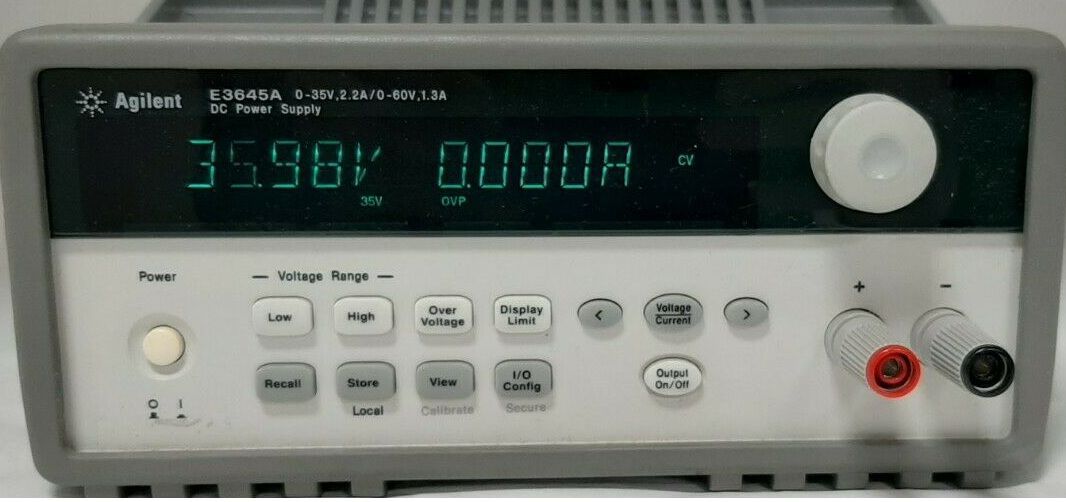 Agilent E3645A 0-35V,2.2A/0-60V,1.3A
DC Power Supply
35.98V 0.000A CV
35V OVP
Power
Voltage Range
Low High Over Voltage Display Limit < Voltage Current >
+ −
Recall Store View I/O Config Output On/Off
O I Local Calibrate Secure